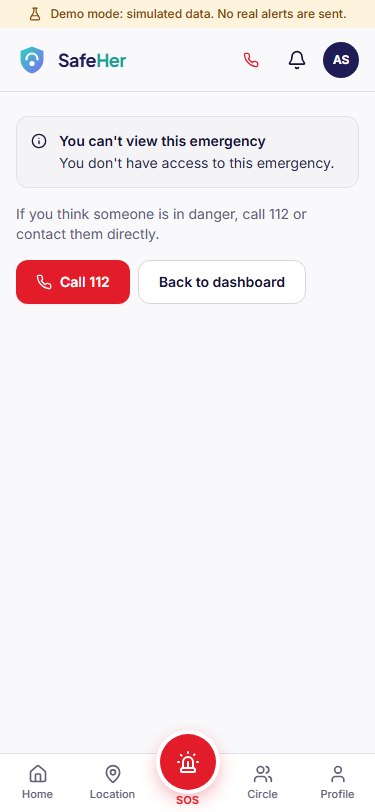 Demo mode: simulated data. No real alerts are sent.
SafeHer
AS
You can't view this emergency
You don't have access to this emergency.
If you think someone is in danger, call 112 or
contact them directly.
Call 112
Back to dashboard
Home
Location
SOS
Circle
Profile